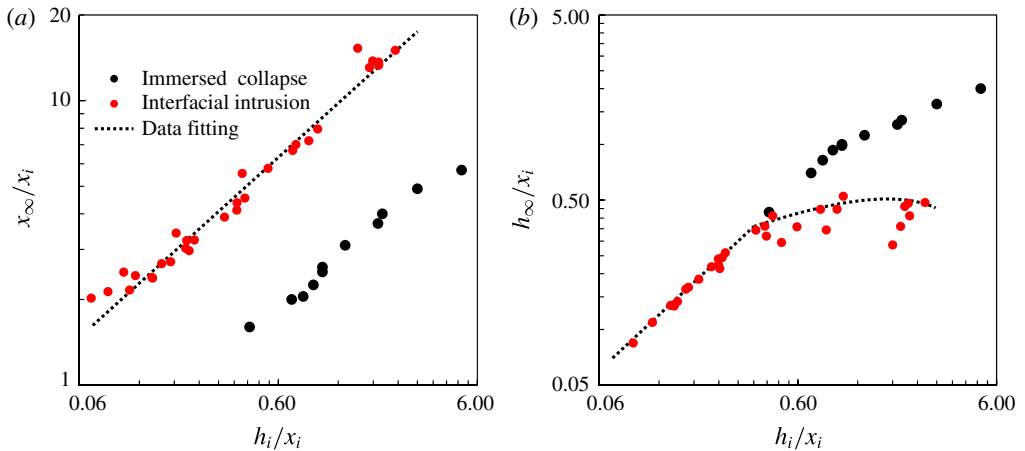 (a)
20
10
1
x∞/xi
Immersed collapse
Interfacial intrusion
Data fitting
0.06
0.60
6.00
hi/xi
(b)
5.00
0.50
0.05
h∞/xi
0.06
0.60
6.00
hi/xi